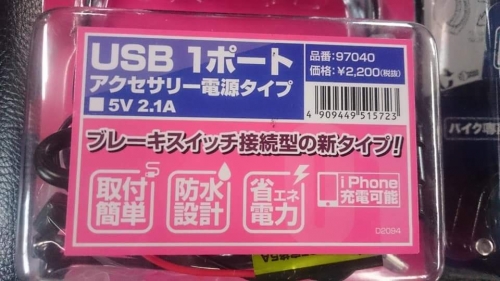 USB 1ポート
アクセサリー電源タイプ
■5V 2.1A
品番:97040
価格:¥2,200(税抜)
4 909449 515723
ブレーキスイッチ接続型の新タイプ!
取付
簡単
防水
設計
省エネ
電力
iPhone
充電可能
D2094